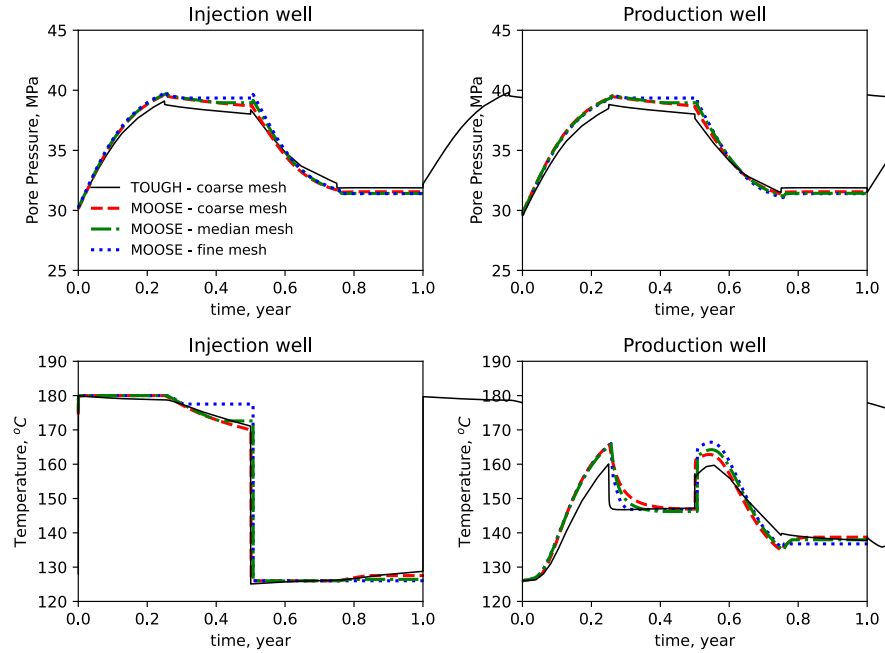 Injection well
Production well
45
40
35
30
25
Pore Pressure, MPa
TOUGH - coarse mesh
MOOSE - coarse mesh
MOOSE - median mesh
MOOSE - fine mesh
0.0 0.2 0.4 0.6 0.8 1.0
time, year
45
40
35
30
25
Pore Pressure, MPa
0.0 0.2 0.4 0.6 0.8 1.0
time, year
Injection well
Production well
190
180
170
160
150
140
130
120
Temperature, °C
0.0 0.2 0.4 0.6 0.8 1.0
time, year
190
180
170
160
150
140
130
120
Temperature, °C
0.0 0.2 0.4 0.6 0.8 1.0
time, year